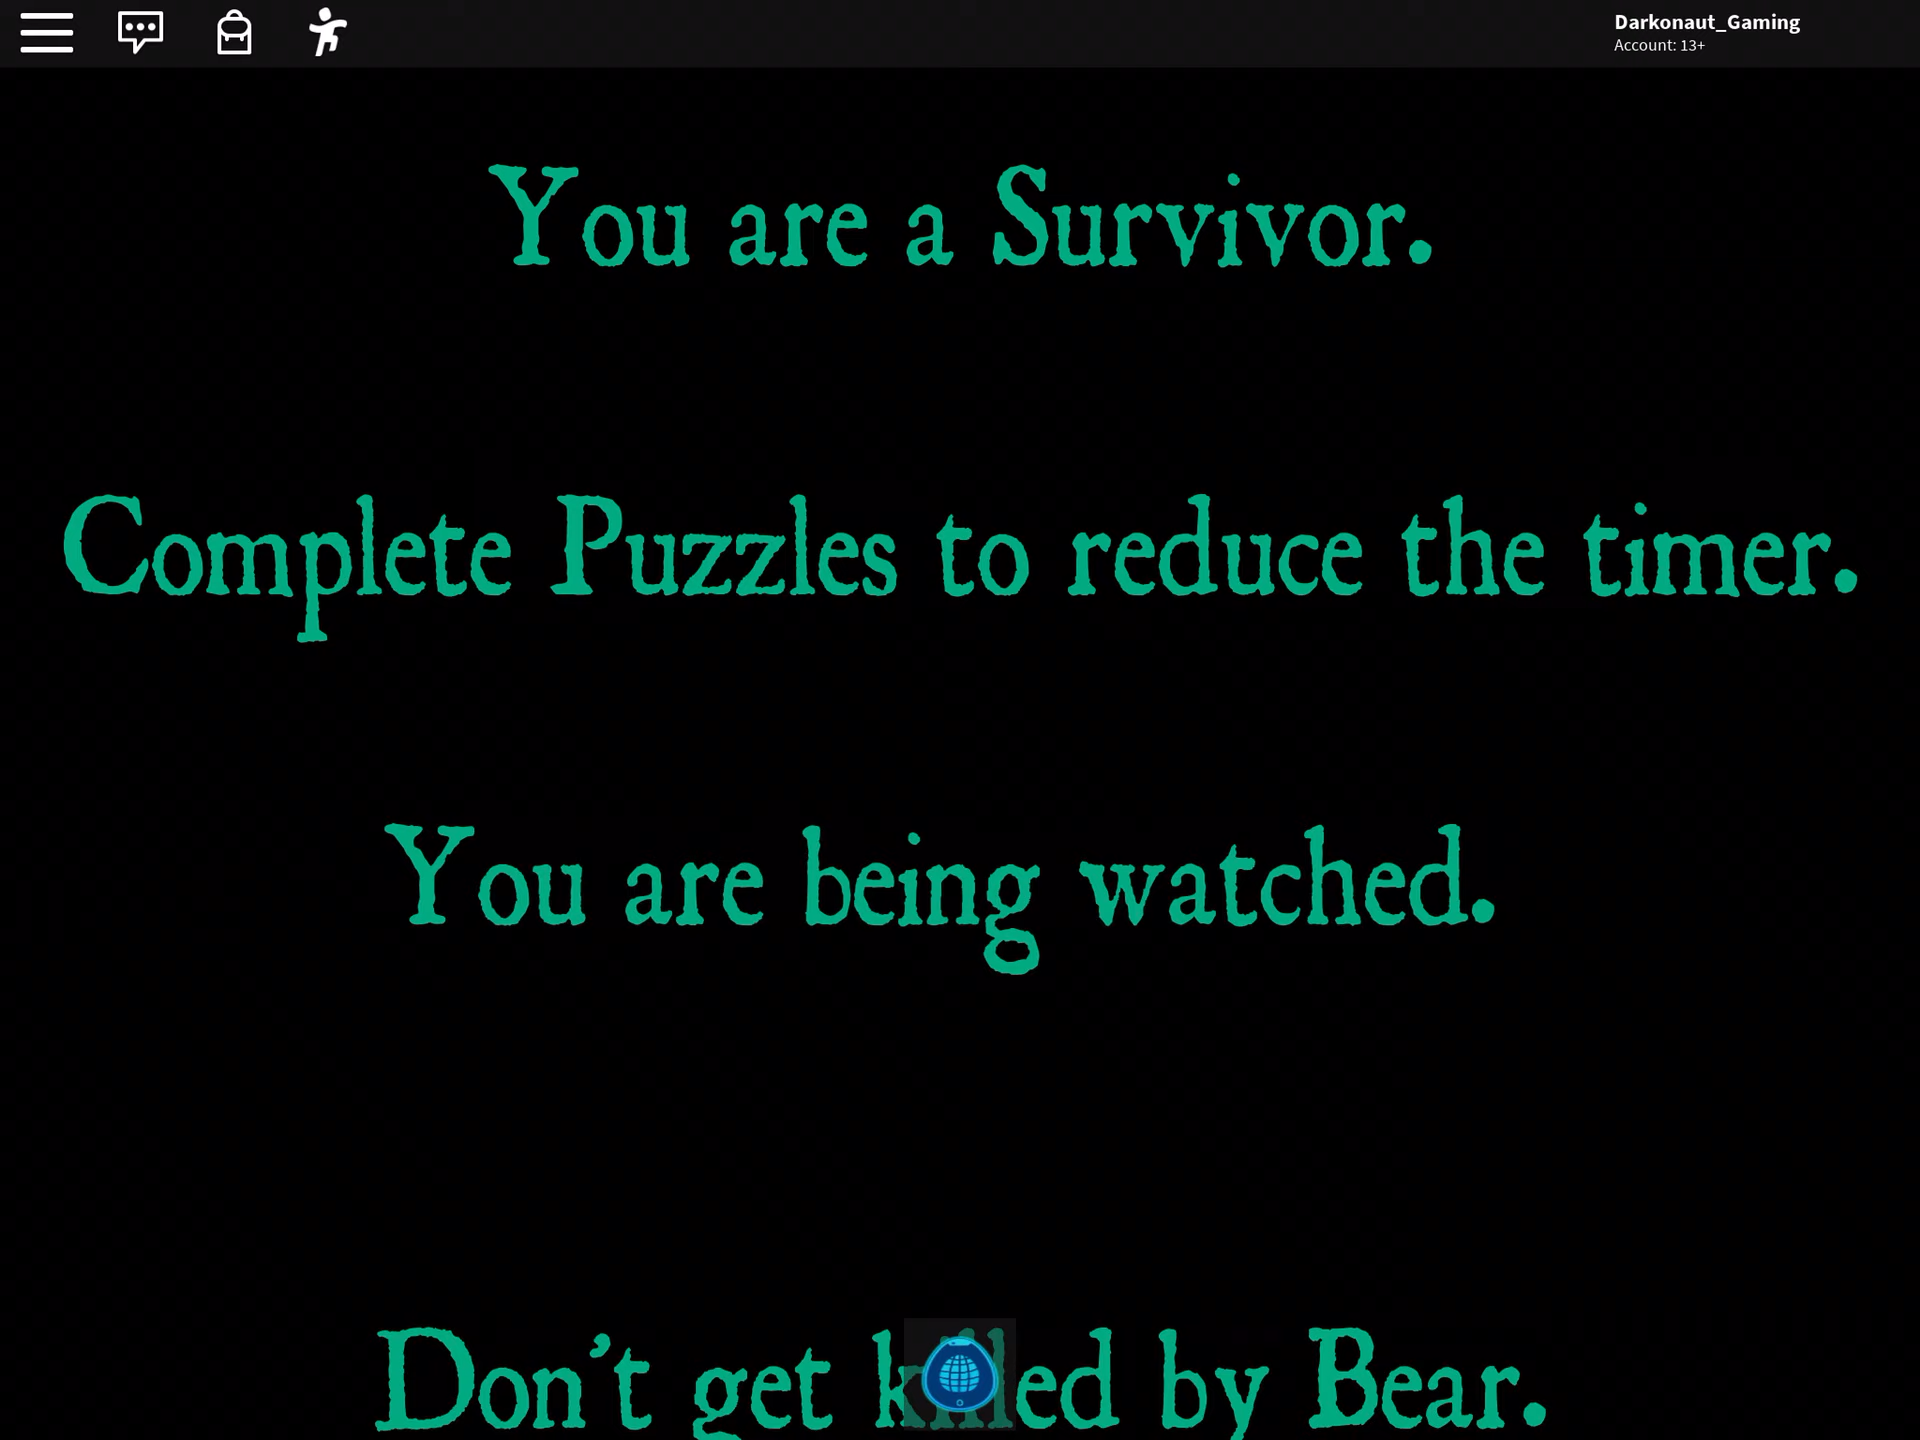 Darkonaut_Gaming
Account: 13+
You are a Survivor.
Complete Puzzles to reduce the timer.
You are being watched.
Don't get killed by Bear.